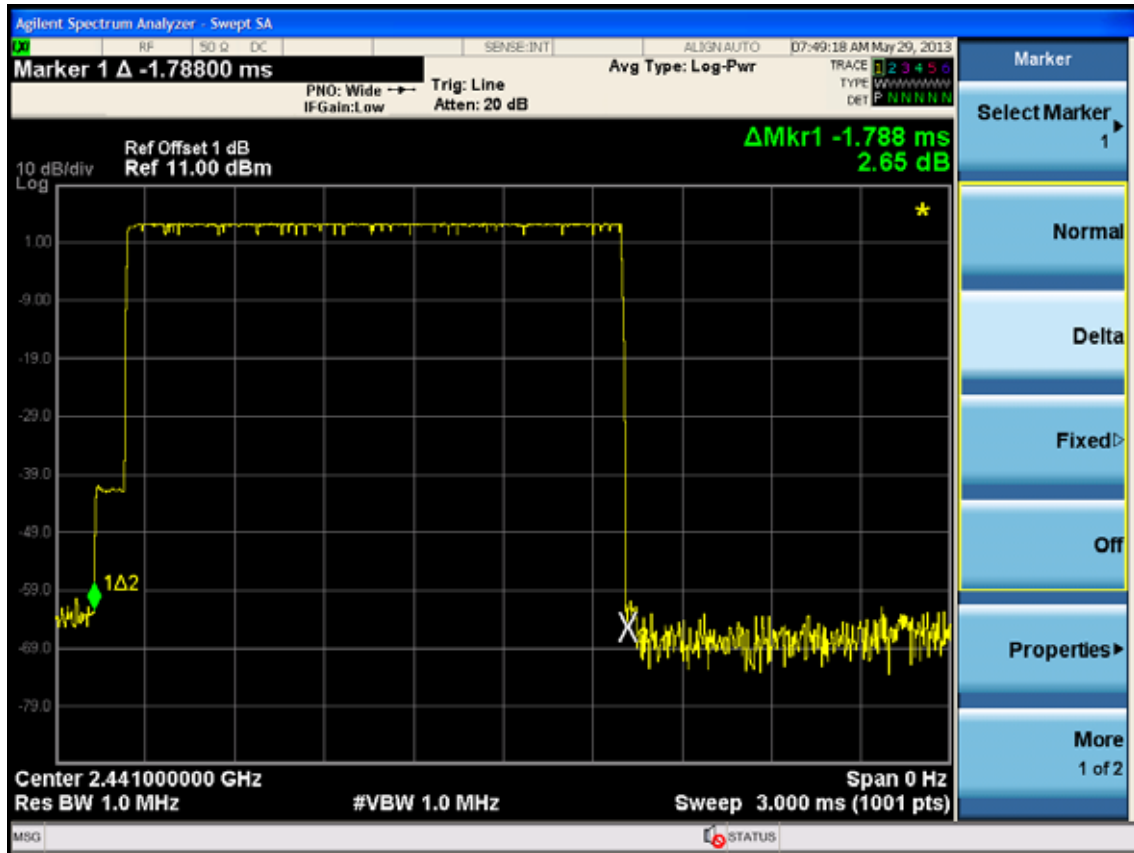 Agilent Spectrum Analyzer - Swept SA
RF 50 Ω DC SENSE:INT ALIGN AUTO 07:49:18 AM May 29, 2013
Marker 1 Δ -1.78800 ms
PNO: Wide
IFGain:Low
Trig: Line
Atten: 20 dB
Avg Type: Log-Pwr
TRACE 1 2 3 4 5 6
TYPE WWWWWWW
DET P N N N N N
Ref Offset 1 dB
10 dB/div Ref 11.00 dBm
Log
ΔMkr1 -1.788 ms
2.65 dB
1.00
-9.00
-19.0
-29.0
-39.0
-49.0
-59.0
-69.0
-79.0
1Δ2
*
Center 2.441000000 GHz Span 0 Hz
Res BW 1.0 MHz #VBW 1.0 MHz Sweep 3.000 ms (1001 pts)
MSG STATUS
Marker
Select Marker
1
Normal
Delta
Fixed
Off
Properties
More
1 of 2